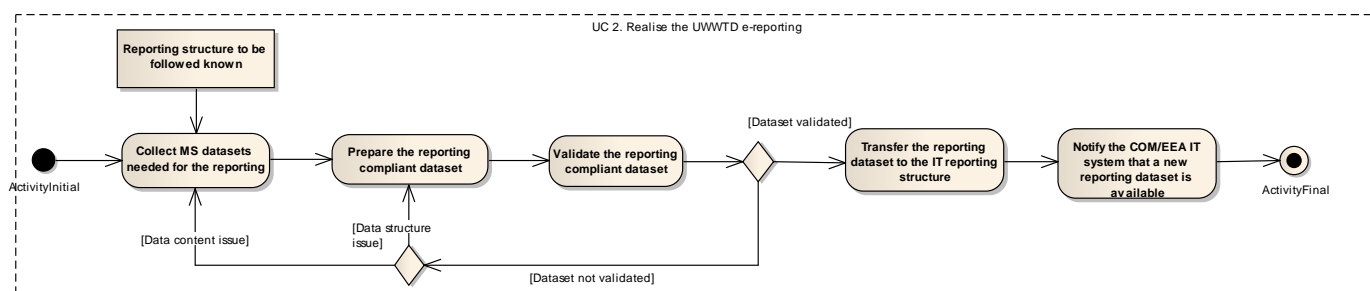 UC 2. Realise the UWWTD e-reporting
Reporting structure to be
followed known
ActivityInitial
Collect MS datasets
needed for the reporting
Prepare the reporting
compliant dataset
Validate the reporting
compliant dataset
[Dataset validated]
Transfer the reporting
dataset to the IT reporting
structure
Notify the COM/EEA IT
system that a new
reporting dataset is
available
ActivityFinal
[Data content issue]
[Data structure
issue]
[Dataset not validated]